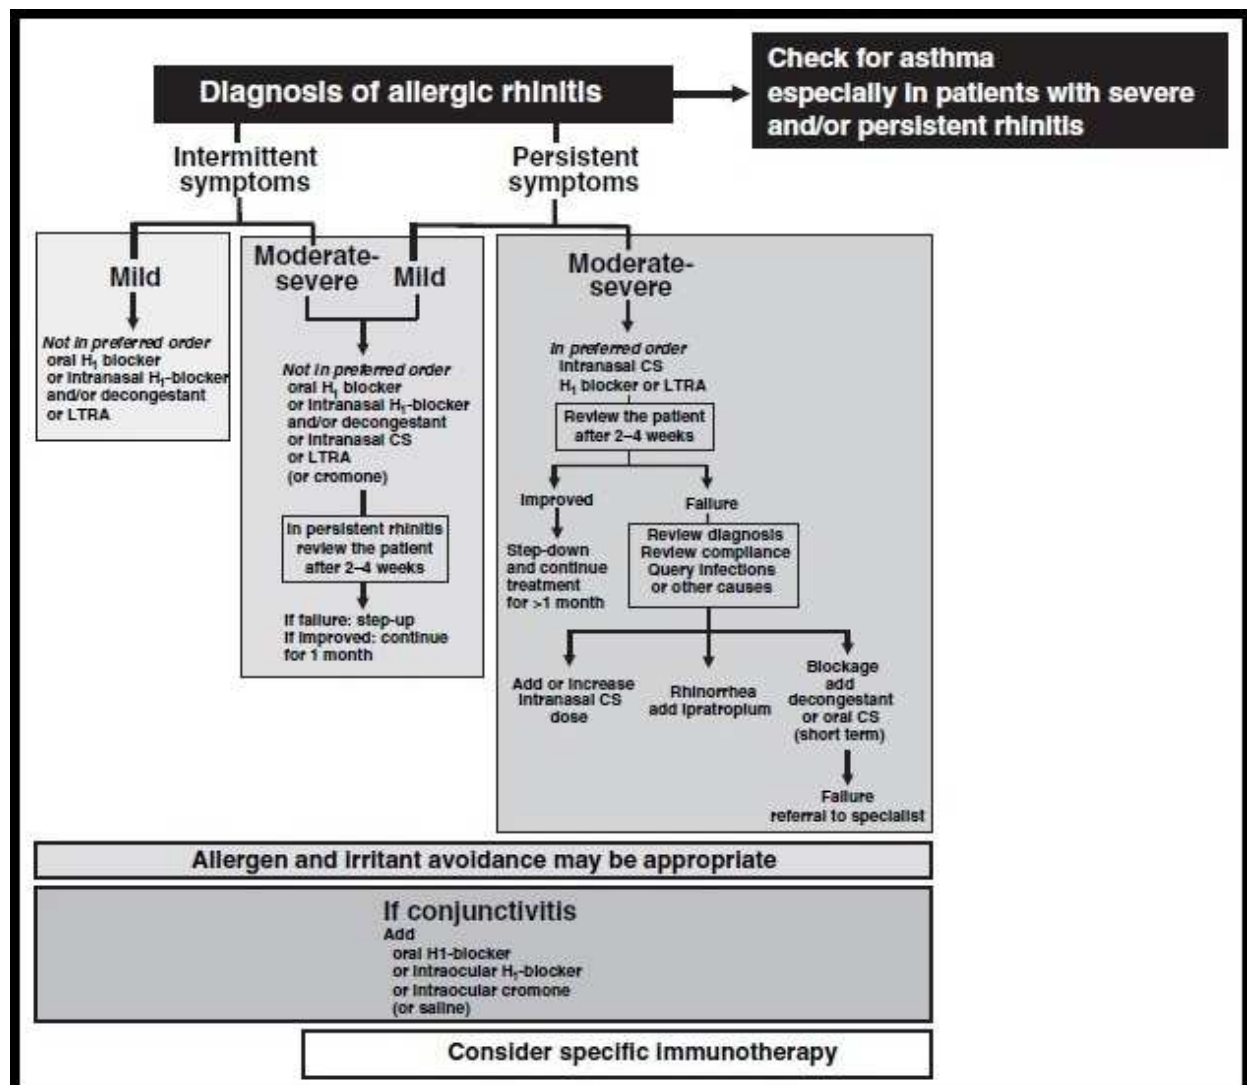 Diagnosis of allergic rhinitis
Check for asthma
especially in patients with severe
and/or persistent rhinitis
Intermittent
symptoms
Persistent
symptoms
Mild
Not in preferred order
oral H₁ blocker
or intranasal H₁-blocker
and/or decongestant
or LTRA
Moderate-
severe
Mild
Not in preferred order
oral H₁ blocker
or intranasal H₁-blocker
and/or decongestant
or intranasal CS
or LTRA
(or cromone)
In persistent rhinitis
review the patient
after 2–4 weeks
If failure: step-up
If improved: continue
for 1 month
Moderate-
severe
In preferred order
intranasal CS
H₁ blocker or LTRA
Review the patient
after 2–4 weeks
Improved
Step-down
and continue
treatment
for >1 month
Failure
Review diagnosis
Review compliance
Query infections
or other causes
Add or increase
intranasal CS
dose
Rhinorrhea
add ipratropium
Blockage
add
decongestant
or oral CS
(short term)
Failure
referral to specialist
Allergen and irritant avoidance may be appropriate
If conjunctivitis
Add
oral H1-blocker
or intraocular H₁-blocker
or intraocular cromone
(or saline)
Consider specific immunotherapy